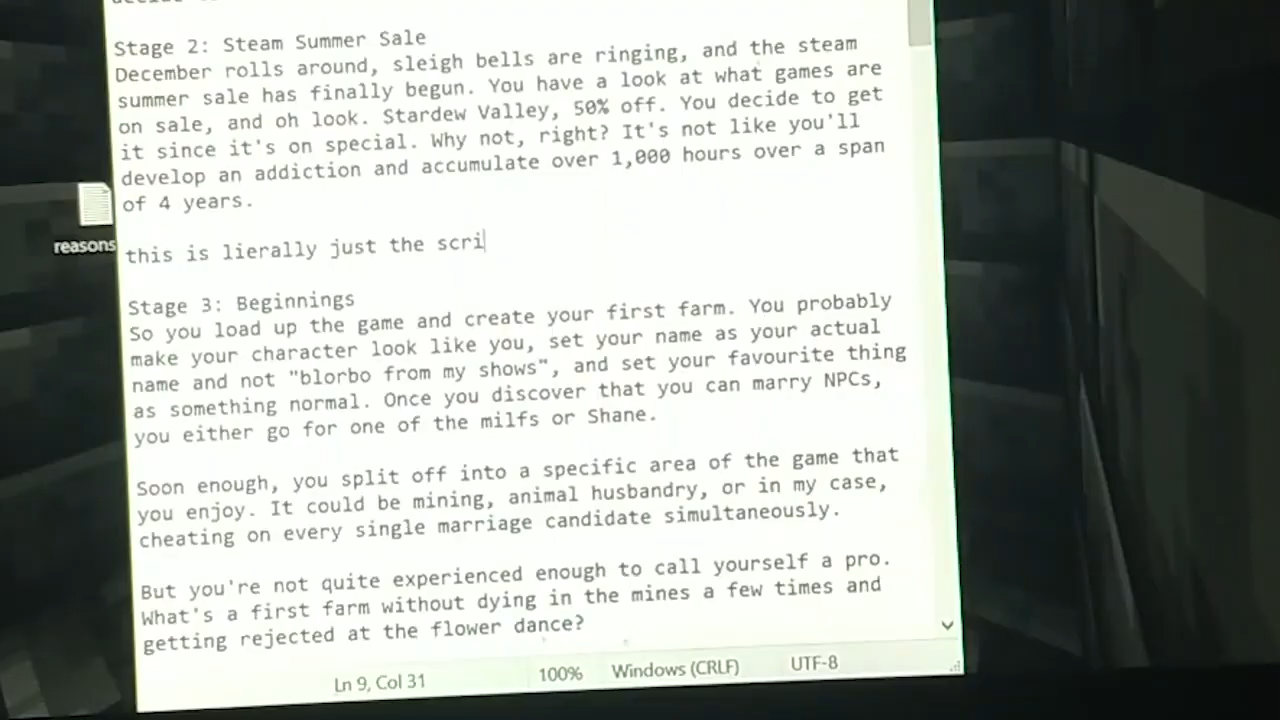 Stage 2: Steam Summer Sale
December rolls around, sleigh bells are ringing, and the steam
summer sale has finally begun. You have a look at what games are
on sale, and oh look. Stardew Valley, 50% off. You decide to get
it since it's on special. Why not, right? It's not like you'll
develop an addiction and accumulate over 1,000 hours over a span
of 4 years.
reasons
this is lierally just the scri
Stage 3: Beginnings
So you load up the game and create your first farm. You probably
make your character look like you, set your name as your actual
name and not "blorbo from my shows", and set your favourite thing
as something normal. Once you discover that you can marry NPCs,
you either go for one of the milfs or Shane.
Soon enough, you split off into a specific area of the game that
you enjoy. It could be mining, animal husbandry, or in my case,
cheating on every single marriage candidate simultaneously.
But you're not quite experienced enough to call yourself a pro.
What's a first farm without dying in the mines a few times and
getting rejected at the flower dance?
Ln 9, Col 31 100% Windows (CRLF) UTF-8